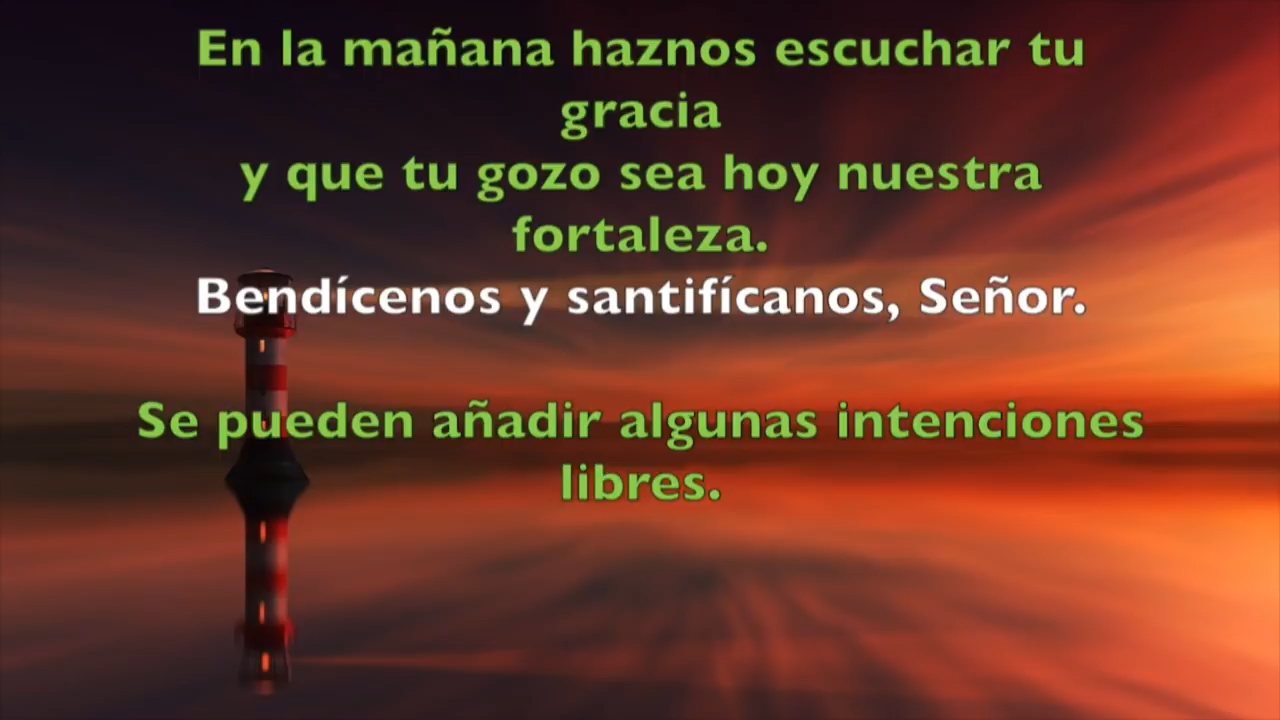 En la mañana haznos escuchar tu
gracia
y que tu gozo sea hoy nuestra
fortaleza.
Bendícenos y santifícanos, Señor.
Se pueden añadir algunas intenciones
libres.